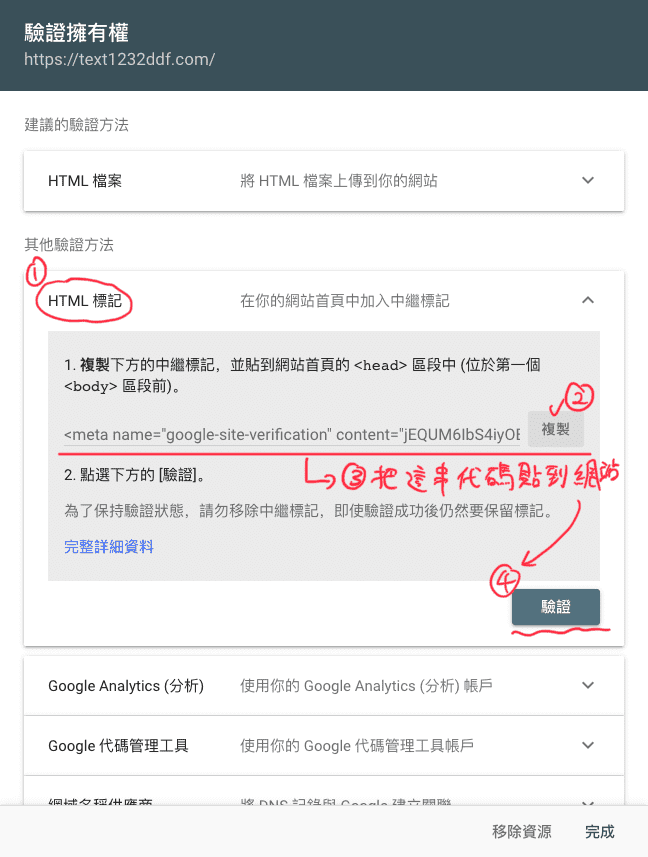 驗證擁有權
https://text1232ddf.com/
建議的驗證方法
HTML 檔案 將 HTML 檔案上傳到你的網站
其他驗證方法
①
HTML 標記 在你的網站首頁中加入中繼標記
1. 複製下方的中繼標記，並貼到網站首頁的 <head> 區段中 (位於第一個
<body> 區段前)。
②
<meta name="google-site-verification" content="jEQUM6IbS4iyOE 複製
2. 點選下方的 [驗證]。
③把這串代碼貼到網站
為了保持驗證狀態，請勿移除中繼標記，即使驗證成功後仍然要保留標記。
完整詳細資料
④
驗證
Google Analytics (分析) 使用你的 Google Analytics (分析) 帳戶
Google 代碼管理工具 使用你的 Google 代碼管理工具帳戶
網域名稱供應商 將 DNS 記錄與 Google 建立關聯
移除資源 完成